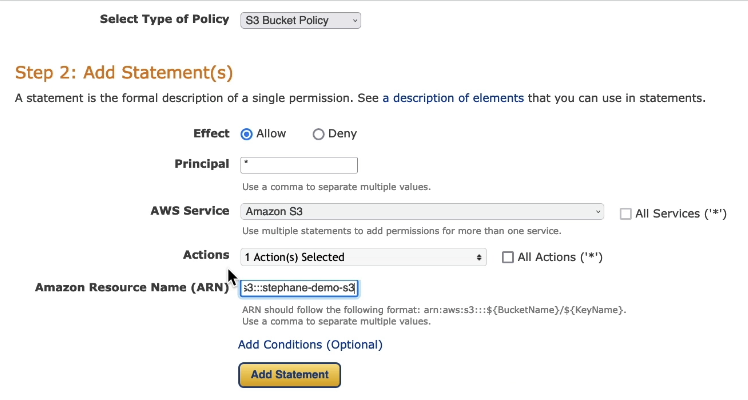 Select Type of Policy S3 Bucket Policy
Step 2: Add Statement(s)
A statement is the formal description of a single permission. See a description of elements that you can use in statements.
Effect Allow Deny
Principal *
Use a comma to separate multiple values.
AWS Service Amazon S3 All Services ('*')
Use multiple statements to add permissions for more than one service.
Actions 1 Action(s) Selected All Actions ('*')
Amazon Resource Name (ARN) s3:::stephane-demo-s3
ARN should follow the following format: arn:aws:s3:::${BucketName}/${KeyName}.
Use a comma to separate multiple values.
Add Conditions (Optional)
Add Statement